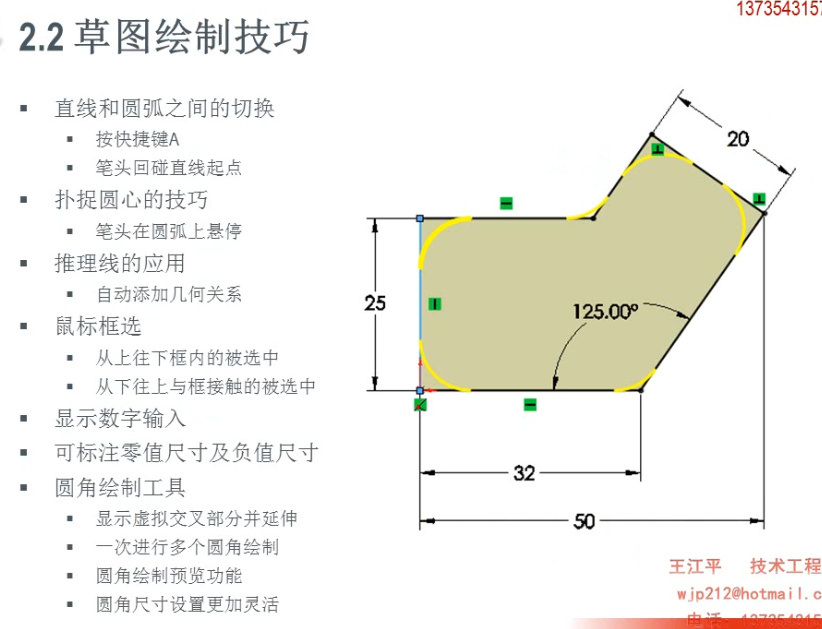 1373543157
2.2 草图绘制技巧
直线和圆弧之间的切换
按快捷键A
笔头回碰直线起点
扑捉圆心的技巧
笔头在圆弧上悬停
推理线的应用
自动添加几何关系
鼠标框选
从上往下框内的被选中
从下往上与框接触的被选中
显示数字输入
可标注零值尺寸及负值尺寸
圆角绘制工具
显示虚拟交叉部分并延伸
一次进行多个圆角绘制
圆角绘制预览功能
圆角尺寸设置更加灵活
20
25
125.00°
32
50
王江平 技术工程
wjp212@hotmail.c
电话: 137354315